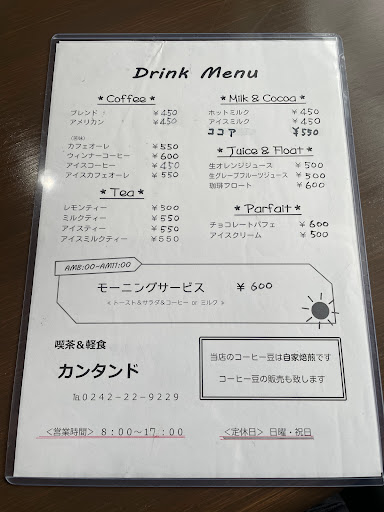 Drink Menu
＊Coffee＊
ブレンド ￥450
アメリカン ￥450
カフェオーレ ￥550
ウィンナーコーヒー ￥600
アイスコーヒー ￥450
アイスカフェオーレ ￥550
＊Tea＊
レモンティー ￥500
ミルクティー ￥550
アイスティー ￥550
アイスミルクティー ￥550
＊Milk & Cocoa＊
ホットミルク ￥450
アイスミルク ￥450
ココア ￥550
＊Juice & Float＊
生オレンジジュース ￥500
生グレープフルーツジュース ￥500
珈琲フロート ￥600
＊Parfait＊
チョコレートパフェ ￥600
アイスクリーム ￥500
AM8:00~AM11:00
モーニングサービス ￥600
＜トースト&サラダ&コーヒー or ミルク＞
喫茶＆軽食
カンタンド
℡0242-22-9229
当店のコーヒー豆は自家焙煎です
コーヒー豆の販売も致します
＜営業時間＞ 8：00～17：00
＜定休日＞ 日曜・祝日